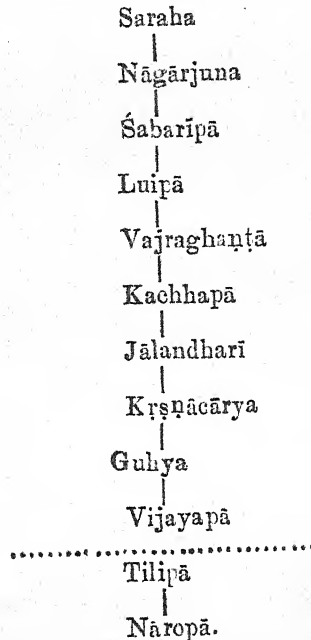 Saraha
Nāgārjuna
Śabarīpā
Luipā
Vajraghaṇṭā
Kachhapā
Jālandharī
Kṛṣṇācārya
Guhya
Vijayapā
Tilipā
Nāropā.